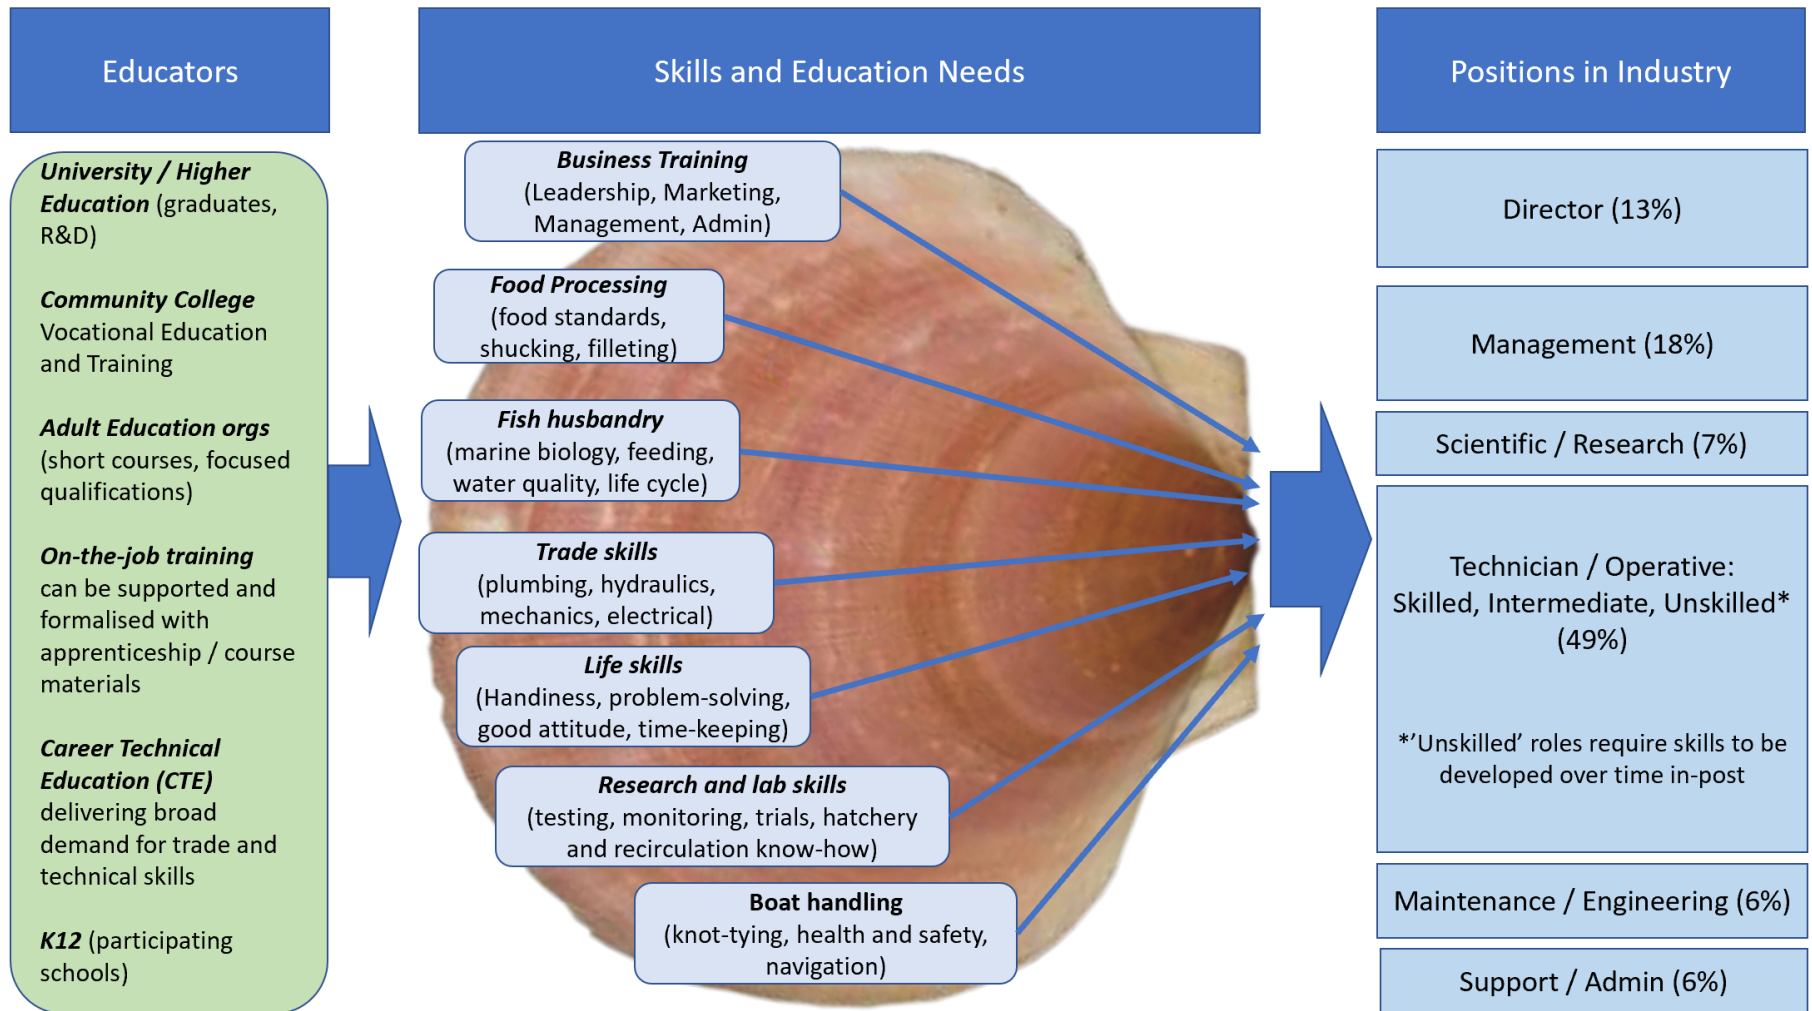 Educators
University / Higher
Education (graduates,
R&D)
Community College
Vocational Education
and Training
Adult Education orgs
(short courses, focused
qualifications)
On-the-job training
can be supported and
formalised with
apprenticeship / course
materials
Career Technical
Education (CTE)
delivering broad
demand for trade and
technical skills
K12 (participating
schools)
Skills and Education Needs
Business Training
(Leadership, Marketing,
Management, Admin)
Food Processing
(food standards,
shucking, filleting)
Fish husbandry
(marine biology, feeding,
water quality, life cycle)
Trade skills
(plumbing, hydraulics,
mechanics, electrical)
Life skills
(Handiness, problem-solving,
good attitude, time-keeping)
Research and lab skills
(testing, monitoring, trials, hatchery
and recirculation know-how)
Boat handling
(knot-tying, health and safety,
navigation)
Positions in Industry
Director (13%)
Management (18%)
Scientific / Research (7%)
Technician / Operative:
Skilled, Intermediate, Unskilled*
(49%)
*’Unskilled’ roles require skills to be
developed over time in-post
Maintenance / Engineering (6%)
Support / Admin (6%)